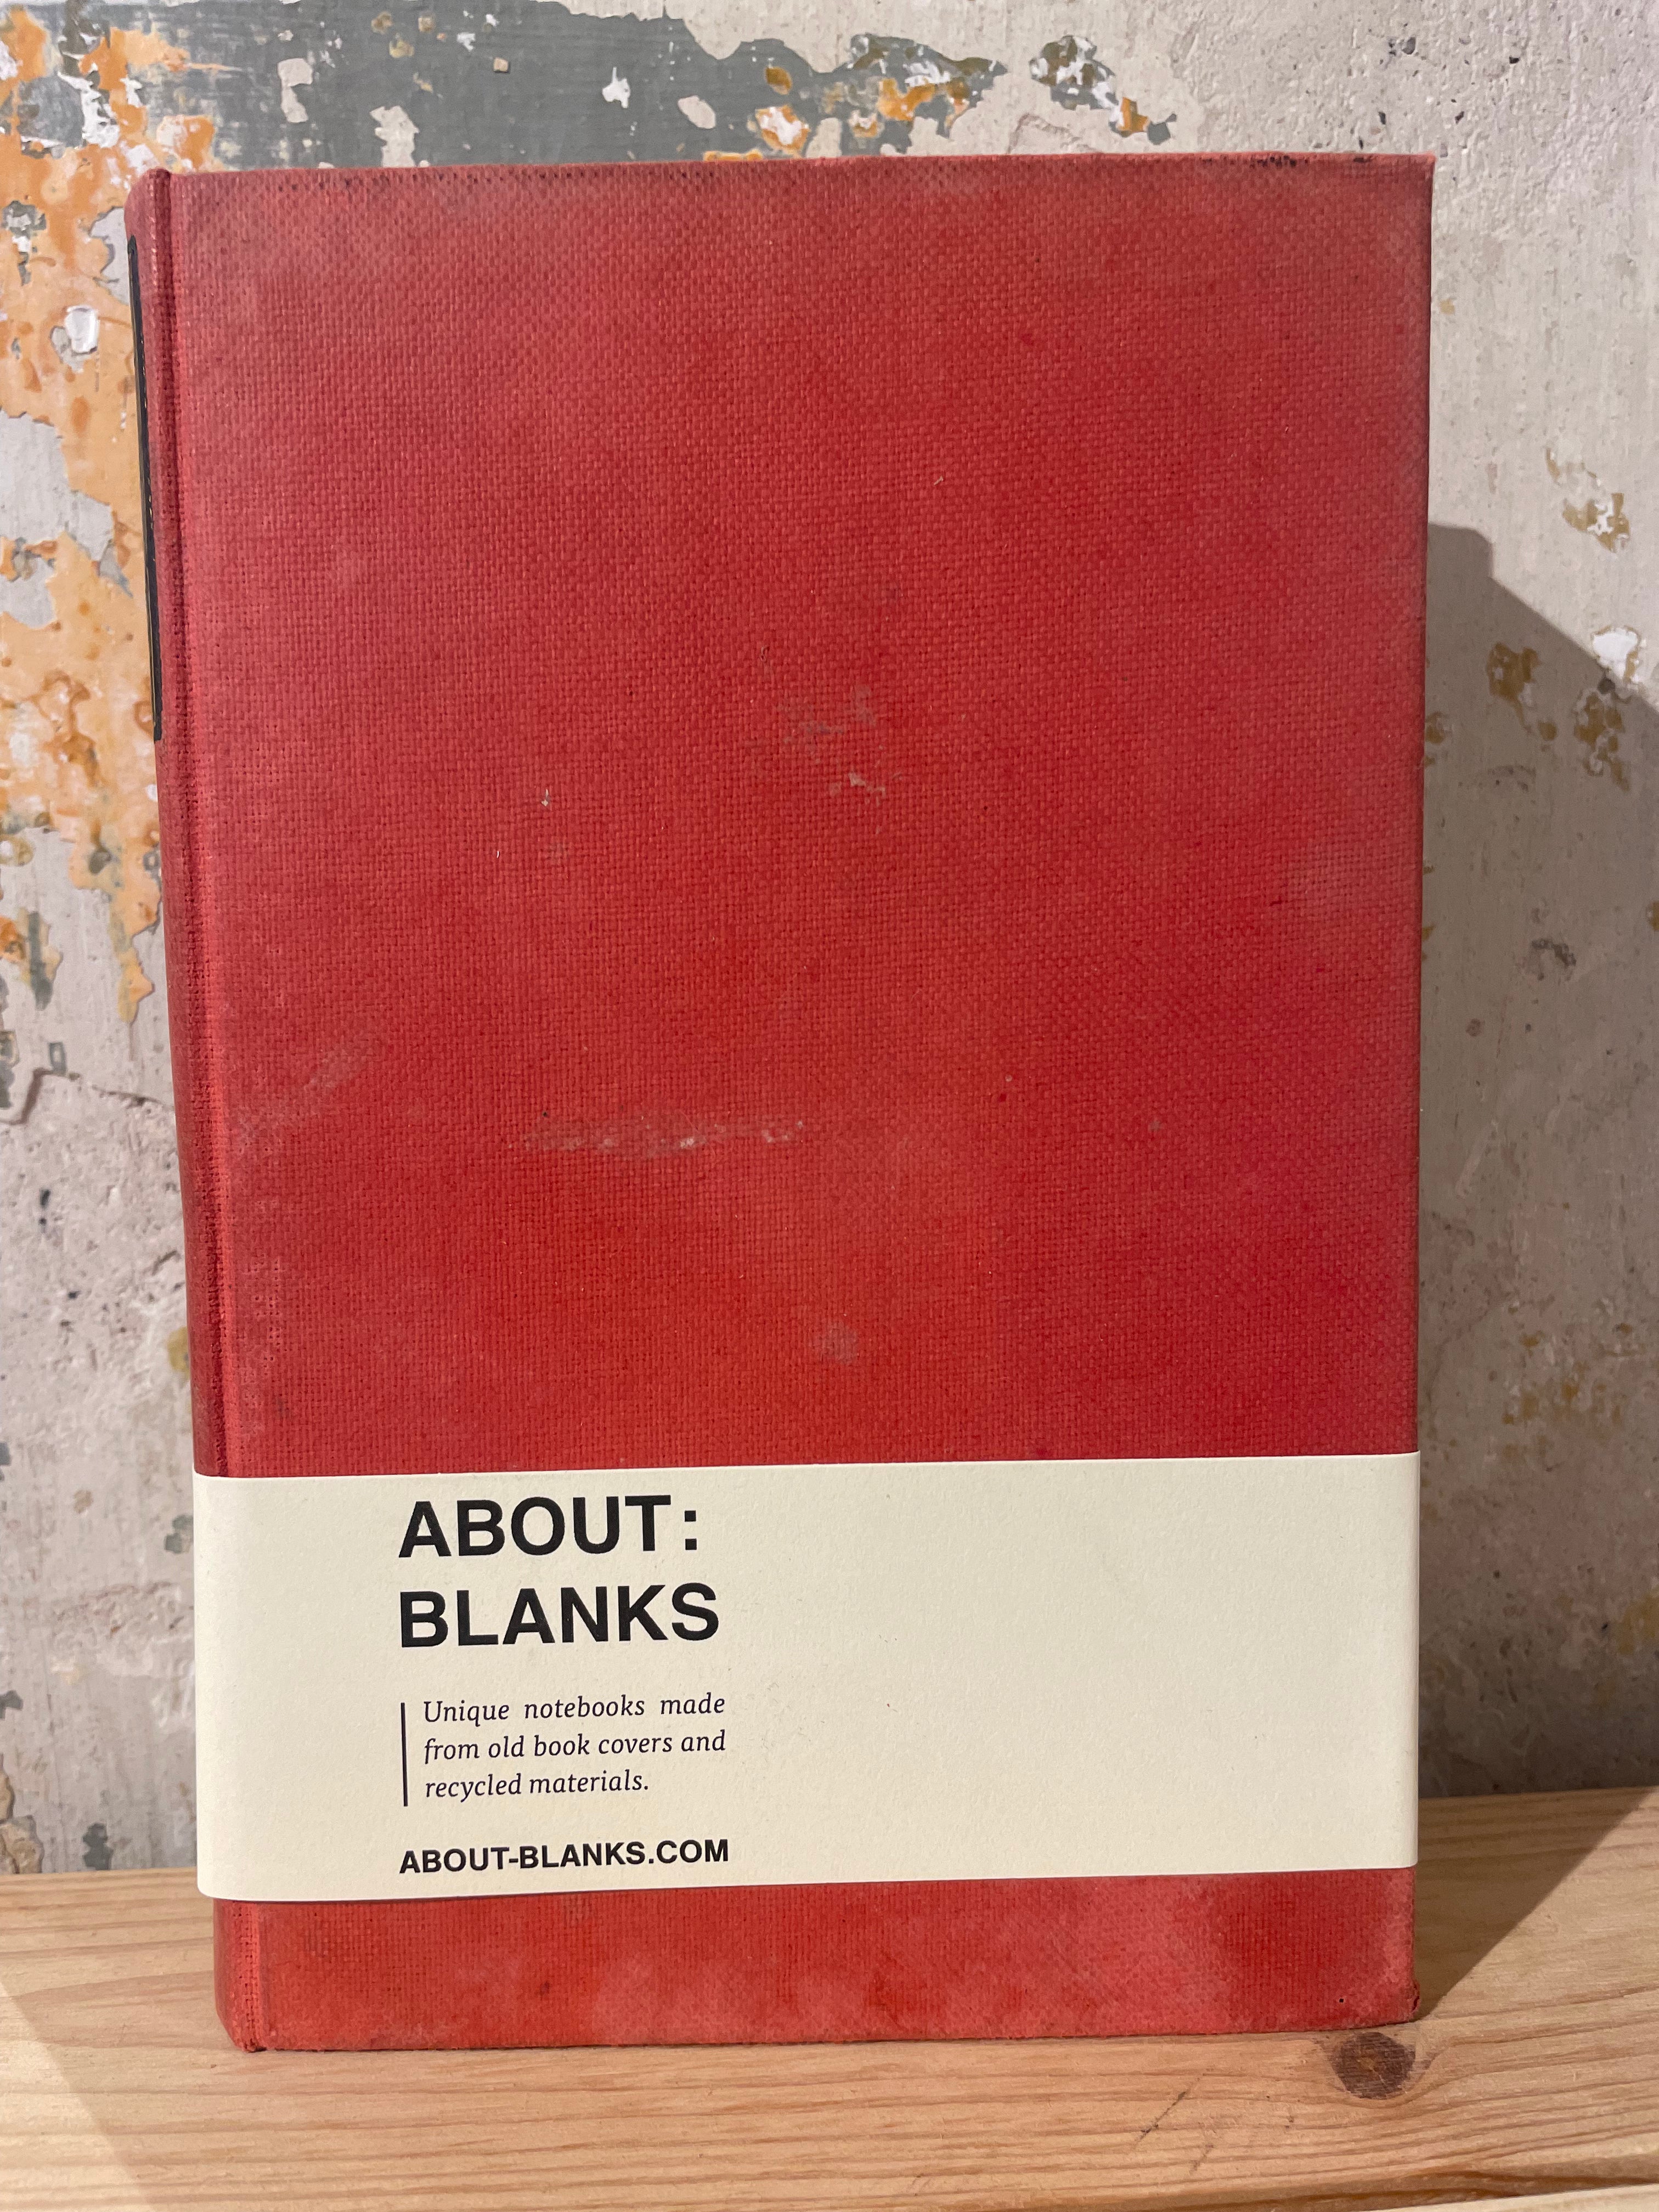 ABOUT:
BLANKS
Unique notebooks made
from old book covers and
recycled materials.
ABOUT-BLANKS.COM